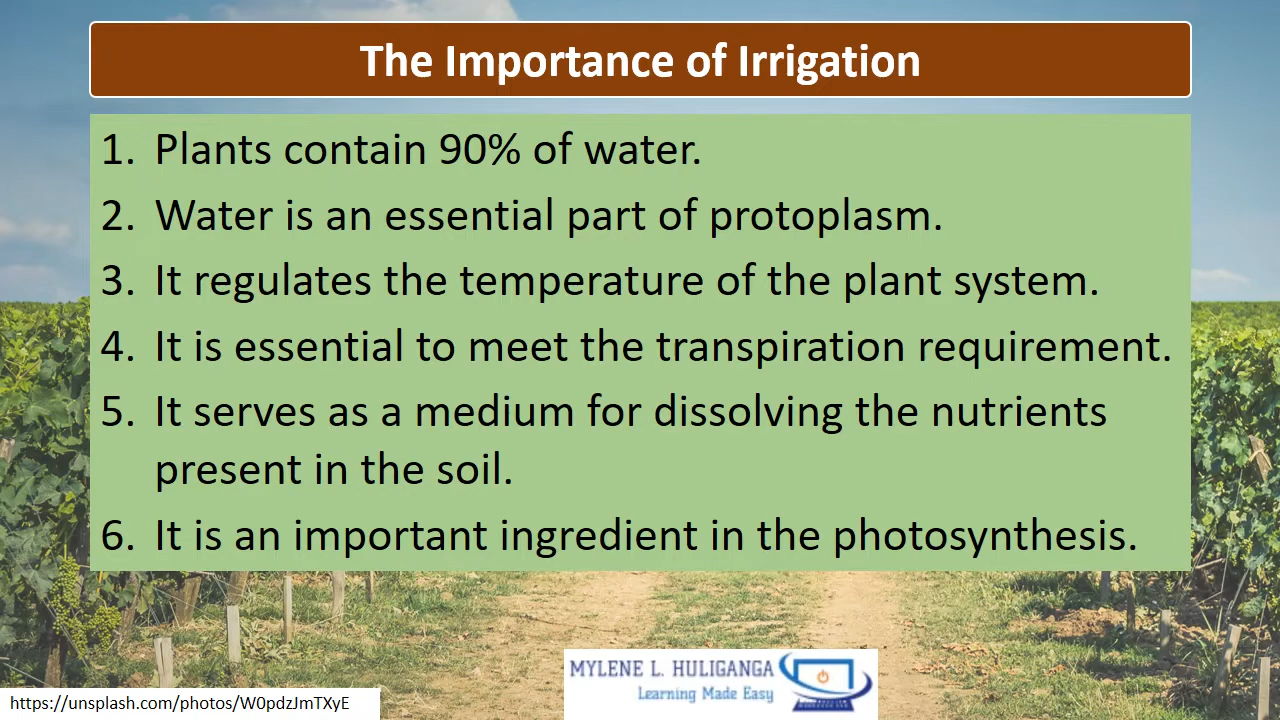 The Importance of Irrigation
1. Plants contain 90% of water.
2. Water is an essential part of protoplasm.
3. It regulates the temperature of the plant system.
4. It is essential to meet the transpiration requirement.
5. It serves as a medium for dissolving the nutrients
present in the soil.
6. It is an important ingredient in the photosynthesis.
MYLENE L. HULIGANGA
Learning Made Easy
https://unsplash.com/photos/W0pdzJmTXyE